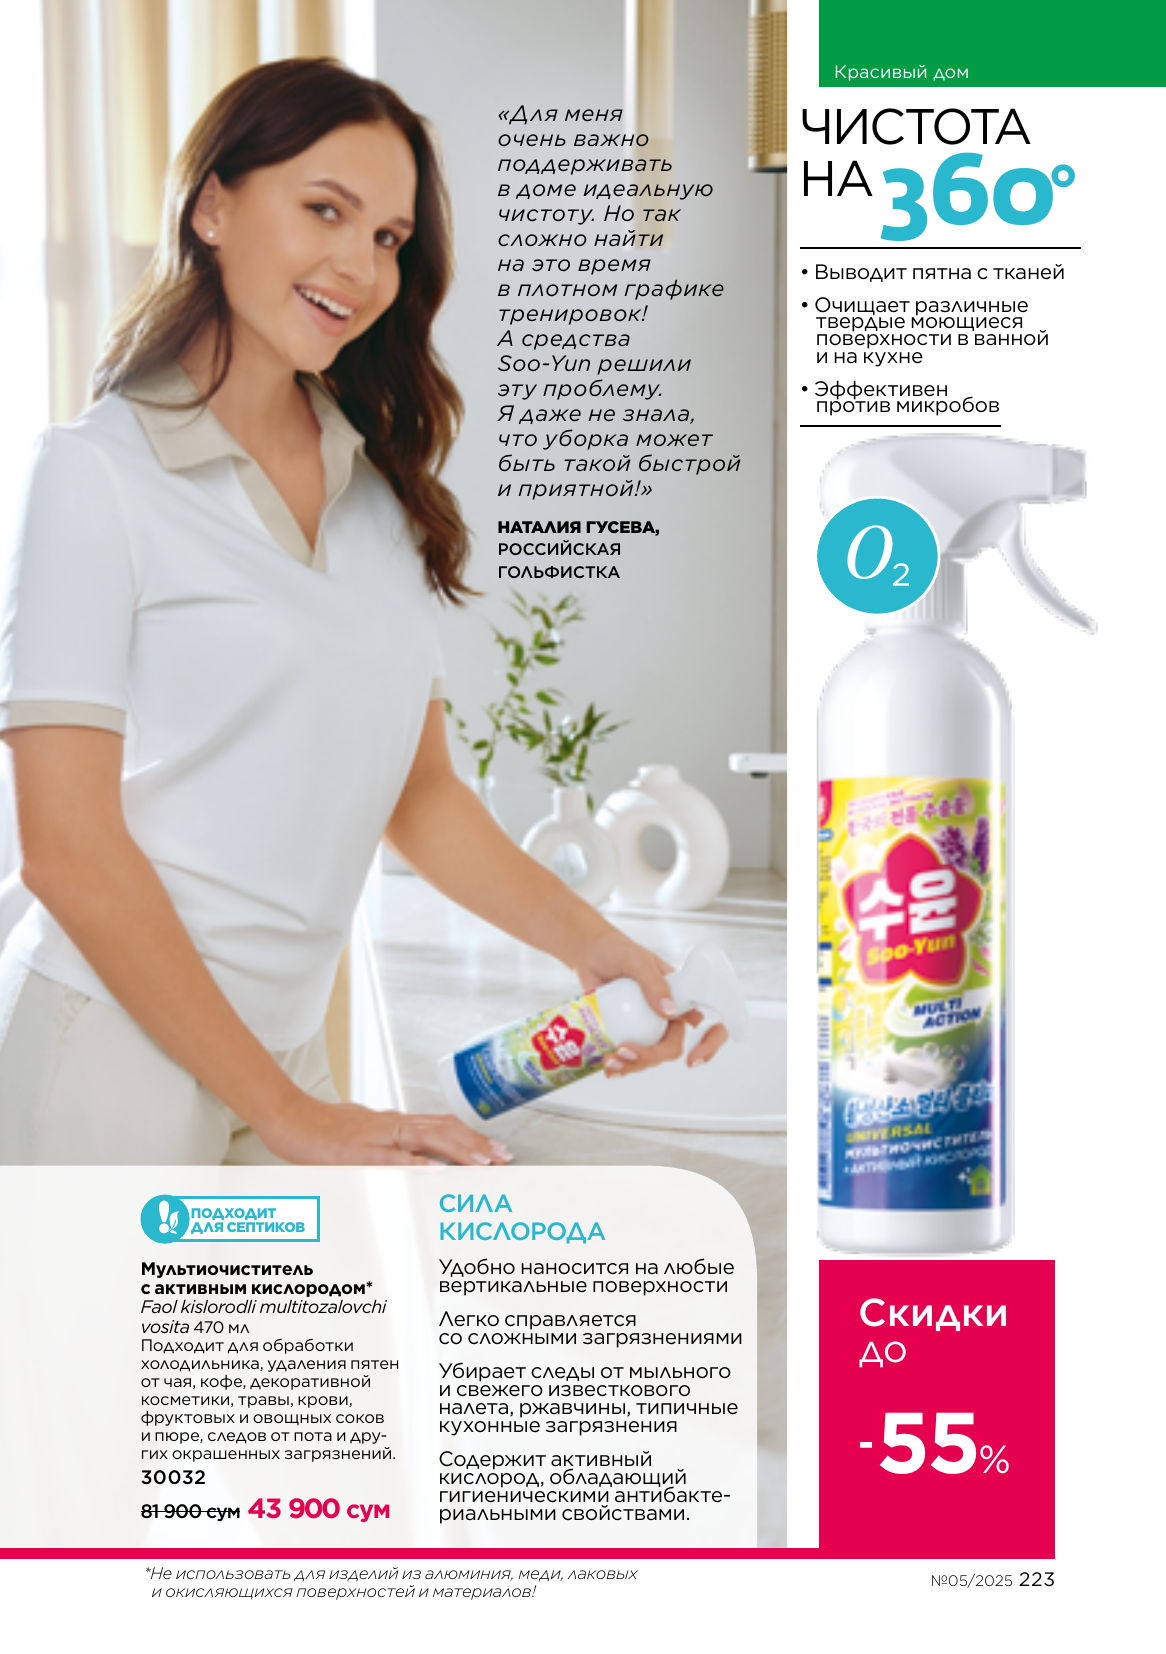 Красивый дом
ЧИСТОТА
НА 360°
• Выводит пятна с тканей
• Очищает различные
твердые моющиеся
поверхности в ванной
и на кухне
• Эффективен
против микробов
«Для меня
очень важно
поддерживать
в доме идеальную
чистоту. Но так
сложно найти
на это время
в плотном графике
тренировок!
А средства
Soo-Yun решили
эту проблему.
Я даже не знала,
что уборка может
быть такой быстрой
и приятной!»
НАТАЛИЯ ГУСЕВА,
РОССИЙСКАЯ
ГОЛЬФИСТКА
O2
수윤
Soo-Yun
MULTI
ACTION
UNIVERSAL
МУЛЬТИОЧИСТИТЕЛЬ
ПОДХОДИТ
ДЛЯ СЕПТИКОВ
Мультиочиститель
с активным кислородом*
Faol kislorodli multitozalovchi
vosita 470 мл
Подходит для обработки
холодильника, удаления пятен
от чая, кофе, декоративной
косметики, травы, крови,
фруктовых и овощных соков
и пюре, следов от пота и дру-
гих окрашенных загрязнений.
30032
81 900 сум 43 900 сум
СИЛА
КИСЛОРОДА
Удобно наносится на любые
вертикальные поверхности
Легко справляется
со сложными загрязнениями
Убирает следы от мыльного
и свежего известкового
налета, ржавчины, типичные
кухонные загрязнения
Содержит активный
кислород, обладающий
гигиеническими антибакте-
риальными свойствами.
Скидки
до
-55%
*Не использовать для изделий из алюминия, меди, лаковых
и окисляющихся поверхностей и материалов!
№05/2025 223